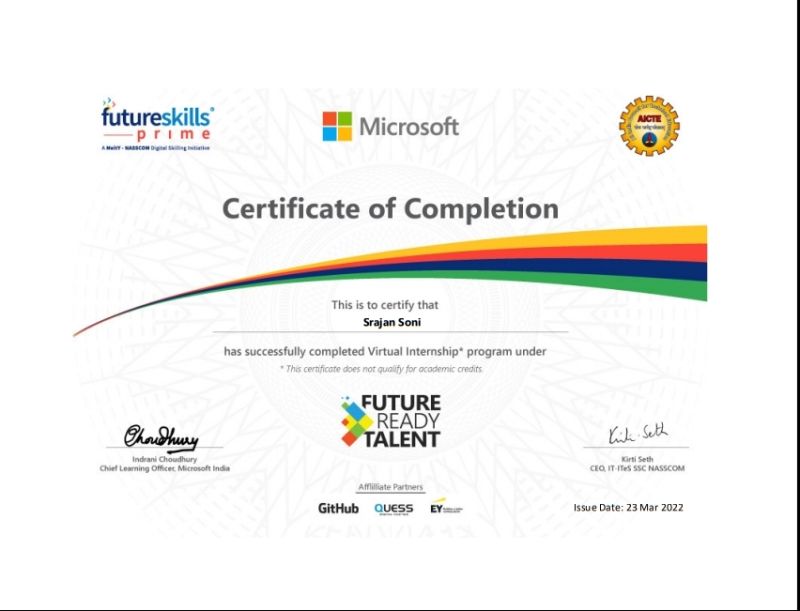 futureskills®
prime
A MeitY - NASSCOM Digital Skilling Initiative
Microsoft
AICTE
Certificate of Completion
This is to certify that
Srajan Soni
has successfully completed Virtual Internship* program under
* This certificate does not qualify for academic credits.
FUTURE
READY
TALENT
Choudhury
Indrani Choudhury
Chief Learning Officer, Microsoft India
Kirti Seth
Kirti Seth
CEO, IT-ITeS SSC NASSCOM
Affilliate Partners
GitHub
QUESS
EY
Issue Date: 23 Mar 2022